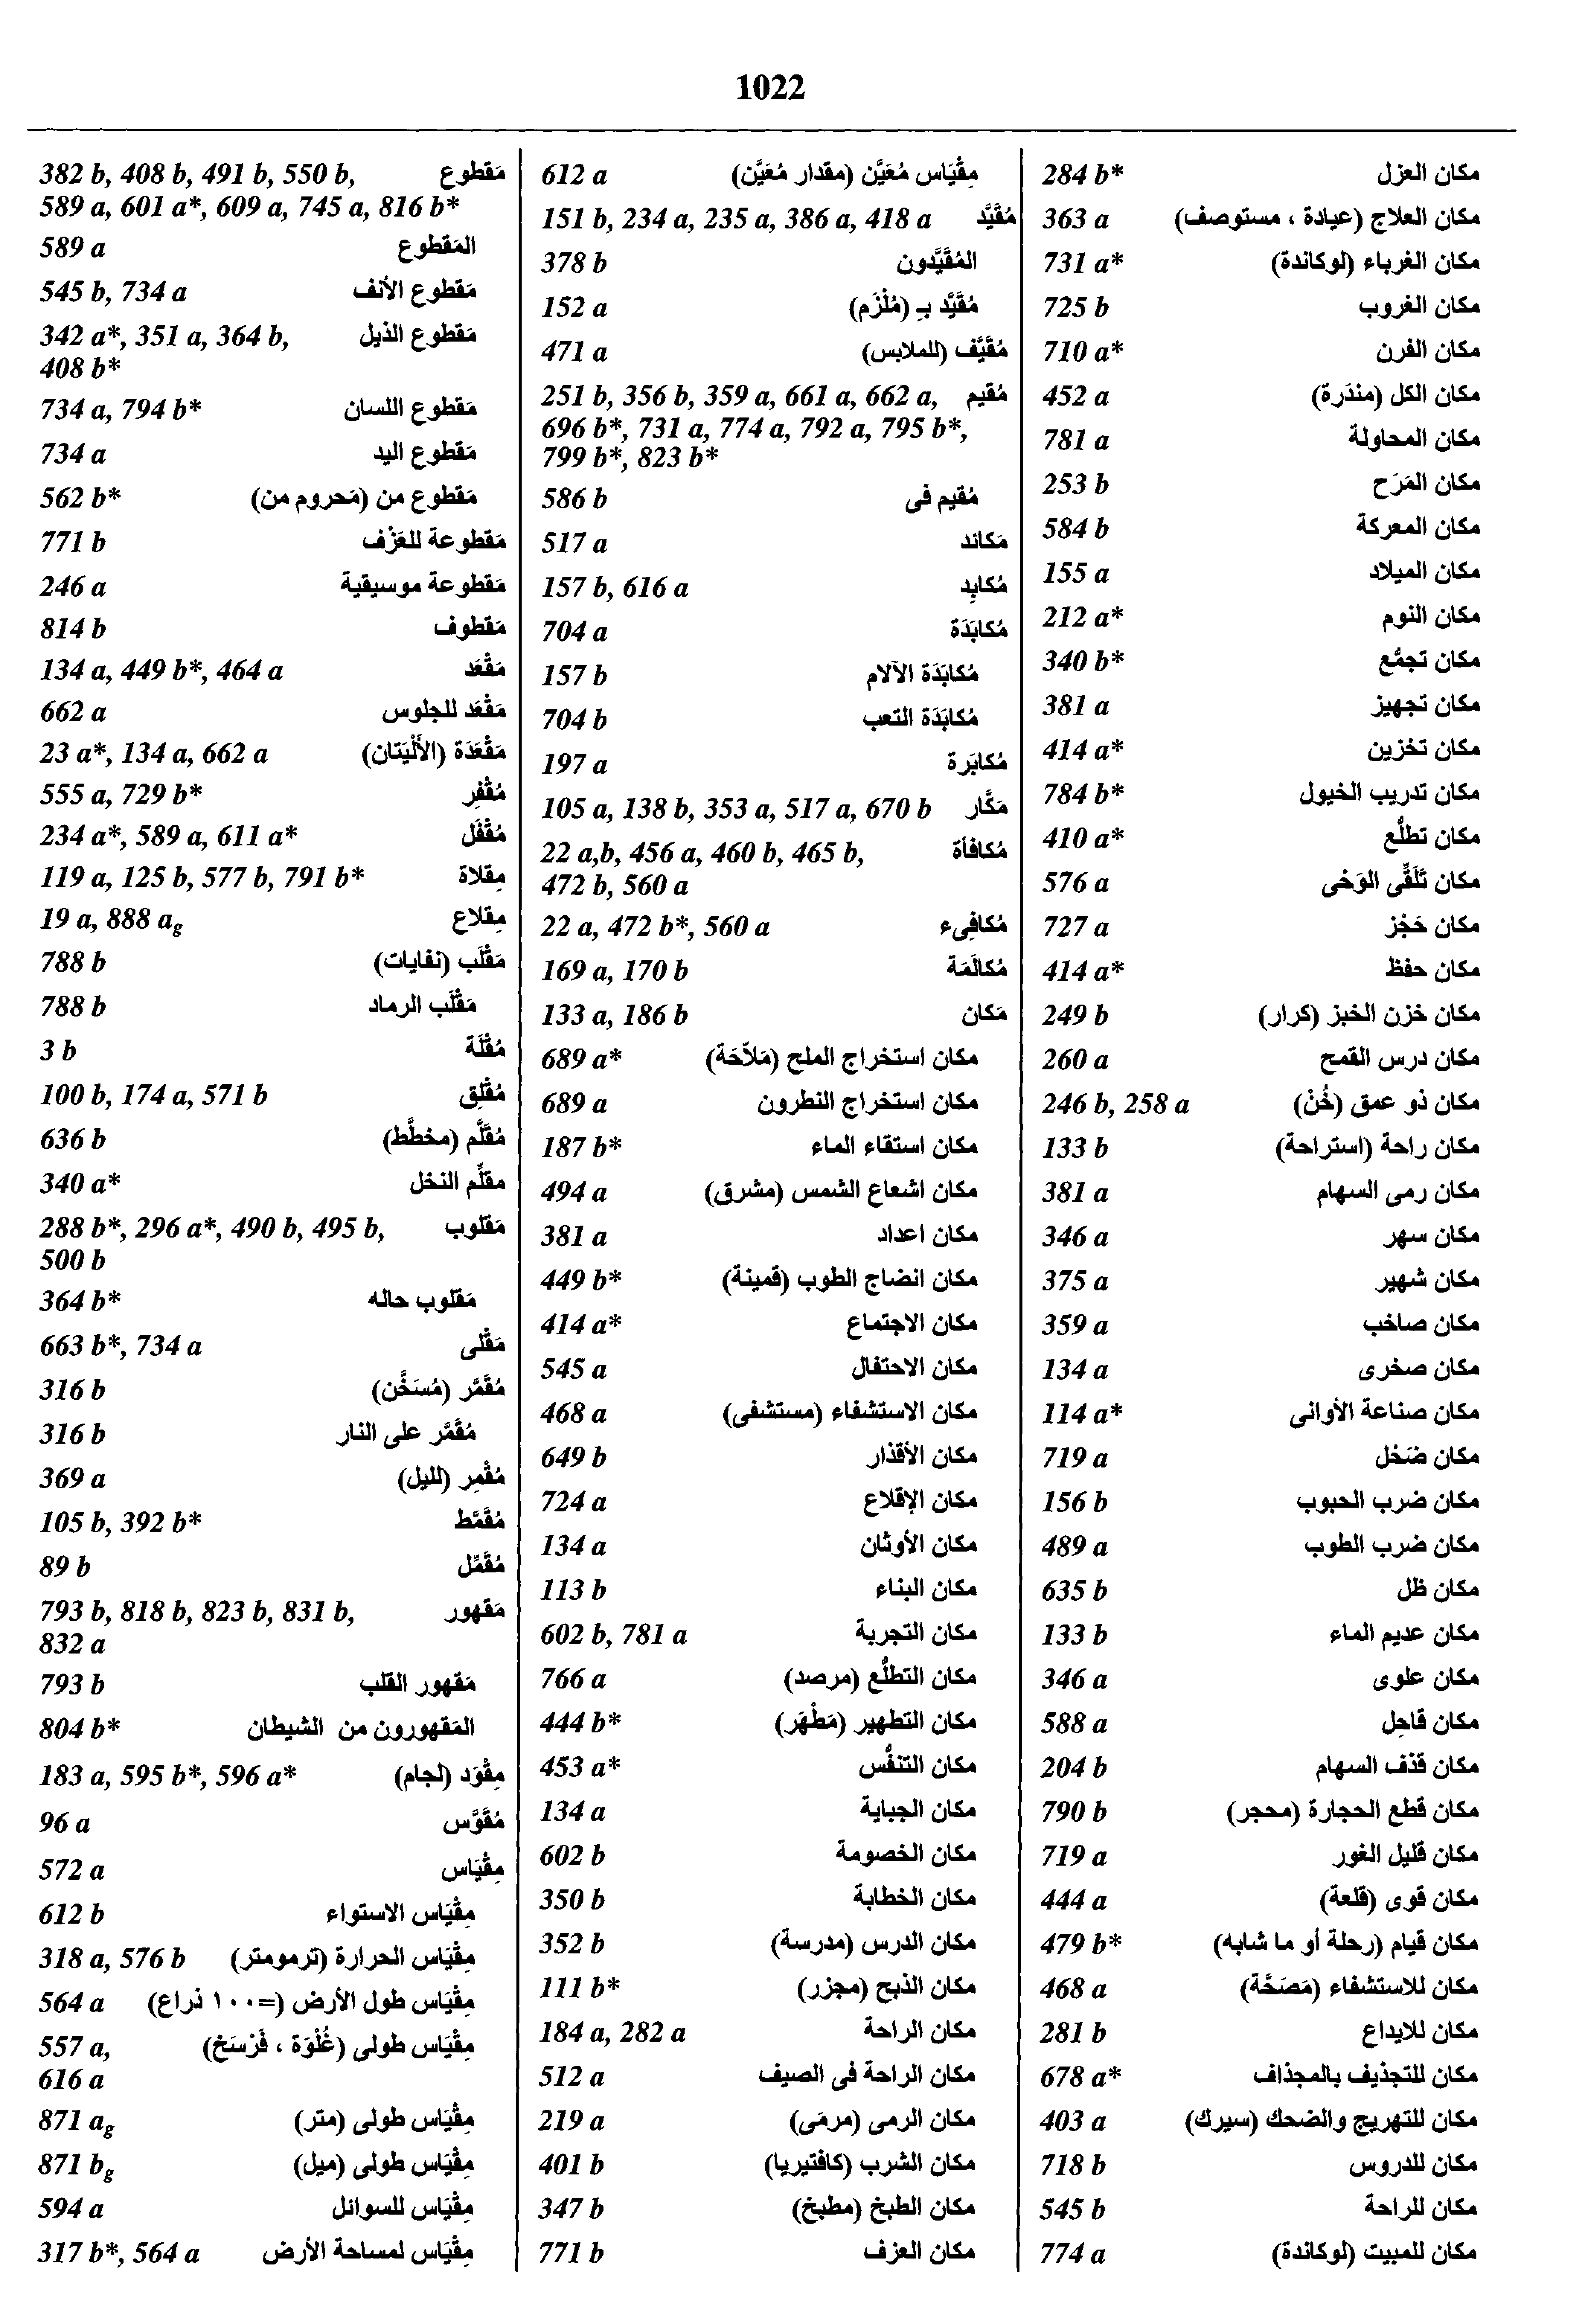 1022
مَقطوع 382 b, 408 b, 491 b, 550 b,
589 a, 601 a*, 609 a, 745 a, 816 b*
المَقطوع 589 a
مَقطوع الأنف 545 b, 734 a
مَقطوع الذيل 342 a*, 351 a, 364 b,
408 b*
مَقطوع اللسان 734 a, 794 b*
مَقطوع اليد 734 a
مَقطوع من (مَحروم من) 562 b*
مَقطوعة للعَزْف 771 b
مَقطوعة موسيقية 246 a
مَقطوف 814 b
مَقْعَد 134 a, 449 b*, 464 a
مَقْعَد للجلوس 662 a
مَقْعَدَة (الأَلْيَتان) 23 a*, 134 a, 662 a
مُقْفِر 555 a, 729 b*
مُقْفَل 234 a*, 589 a, 611 a*
مِقلاة 119 a, 125 b, 577 b, 791 b*
مِقلاع 19 a, 888 ag
مَقْلَب (نفايات) 788 b
مَقْلَب الرماد 788 b
مُقْلَة 3 b
مُقْلِق 100 b, 174 a, 571 b
مُقَلَّم (مخطَّط) 636 b
مقلِّم النخل 340 a*
مَقلوب 288 b*, 296 a*, 490 b, 495 b,
500 b
مَقلوب حاله 364 b*
مَقْلى 663 b*, 734 a
مُقَمَّر (مُسَخَّن) 316 b
مُقَمَّر على النار 316 b
مُقْمِر (لليل) 369 a
مُقَمَّط 105 b, 392 b*
مُقَمَّل 89 b
مَقهور 793 b, 818 b, 823 b, 831 b,
832 a
مَقهور القلب 793 b
المَقهورون من الشيطان 804 b*
مِقْوَد (لجام) 183 a, 595 b*, 596 a*
مُقَوَّس 96 a
مِقْيَاس 572 a
مِقْيَاس الاستواء 612 b
مِقْيَاس الحرارة (ترمومتر) 318 a, 576 b
مِقْيَاس طول الأرض (=١٠٠ ذراع) 564 a
مِقْيَاس طولى (غُلْوَة ، فَرْسَخ) 557 a,
616 a
مِقْيَاس طولى (متر) 871 ag
مِقْيَاس طولى (ميل) 871 bg
مِقْيَاس للسوائل 594 a
مِقْيَاس لمساحة الأرض 317 b*, 564 a
مِقْيَاس مُعَيَّن (مقدار مُعَيَّن) 612 a
مُقَيَّد 151 b, 234 a, 235 a, 386 a, 418 a
المُقَيَّدون 378 b
مُقَيَّد بـِ (مُلْزَم) 152 a
مُقَيَّف (للملابس) 471 a
مُقيم 251 b, 356 b, 359 a, 661 a, 662 a,
696 b*, 731 a, 774 a, 792 a, 795 b*,
799 b*, 823 b*
مُقيم فى 586 b
مَكائد 517 a
مُكابِد 157 b, 616 a
مُكابَدَة 704 a
مُكابَدَة الآلام 157 b
مُكابَدَة التعب 704 b
مُكابَرة 197 a
مَكَّار 105 a, 138 b, 353 a, 517 a, 670 b
مُكافأة 22 a,b, 456 a, 460 b, 465 b,
472 b, 560 a
مُكافِىء 22 a, 472 b*, 560 a
مُكالَمَة 169 a, 170 b
مَكان 133 a, 186 b
مكان استخراج الملح (مَلاَّحَة) 689 a*
مكان استخراج النطرون 689 a
مكان استقاء الماء 187 b*
مكان اشعاع الشمس (مشرق) 494 a
مكان اعداد 381 a
مكان انضاج الطوب (قمينة) 449 b*
مكان الاجتماع 414 a*
مكان الاحتفال 545 a
مكان الاستشفاء (مستشفى) 468 a
مكان الأقذار 649 b
مكان الإقلاع 724 a
مكان الأوثان 134 a
مكان البناء 113 b
مكان التجربة 602 b, 781 a
مكان التطلُّع (مرصد) 766 a
مكان التطهير (مَطْهَر) 444 b*
مكان التنفُّس 453 a*
مكان الجباية 134 a
مكان الخصومة 602 b
مكان الخطابة 350 b
مكان الدرس (مدرسة) 352 b
مكان الذبح (مجزر) 111 b*
مكان الراحة 184 a, 282 a
مكان الراحة فى الصيف 512 a
مكان الرمى (مرمَى) 219 a
مكان الشرب (كافتيريا) 401 b
مكان الطبخ (مطبخ) 347 b
مكان العزف 771 b
مكان العزل 284 b*
مكان العلاج (عيادة ، مستوصف) 363 a
مكان الغرباء (لوكاندة) 731 a*
مكان الغروب 725 b
مكان الفرن 710 a*
مكان الكل (مندَرة) 452 a
مكان المحاولة 781 a
مكان المَرَح 253 b
مكان المعركة 584 b
مكان الميلاد 155 a
مكان النوم 212 a*
مكان تجمُّع 340 b*
مكان تجهيز 381 a
مكان تخزين 414 a*
مكان تدريب الخيول 784 b*
مكان تطلُّع 410 a*
مكان تَلَقِّى الوَحْى 576 a
مكان حَجْز 727 a
مكان حفظ 414 a*
مكان خزن الخبز (كرار) 249 b
مكان درس القمح 260 a
مكان ذو عمق (خُنْ) 246 b, 258 a
مكان راحة (استراحة) 133 b
مكان رمى السهام 381 a
مكان سهر 346 a
مكان شهير 375 a
مكان صاخب 359 a
مكان صخرى 134 a
مكان صناعة الأوانى 114 a*
مكان ضَحْل 719 a
مكان ضرب الحبوب 156 b
مكان ضرب الطوب 489 a
مكان ظل 635 b
مكان عديم الماء 133 b
مكان علوى 346 a
مكان قاحِل 588 a
مكان قذف السهام 204 b
مكان قطع الحجارة (محجر) 790 b
مكان قليل الغور 719 a
مكان قوى (قلعة) 444 a
مكان قيام (رحلة أو ما شابه) 479 b*
مكان للاستشفاء (مَصَحَّة) 468 a
مكان للايداع 281 b
مكان للتجذيف بالمجذاف 678 a*
مكان للتهريج والضحك (سيرك) 403 a
مكان للدروس 718 b
مكان للراحة 545 b
مكان للمبيت (لوكاندة) 774 a